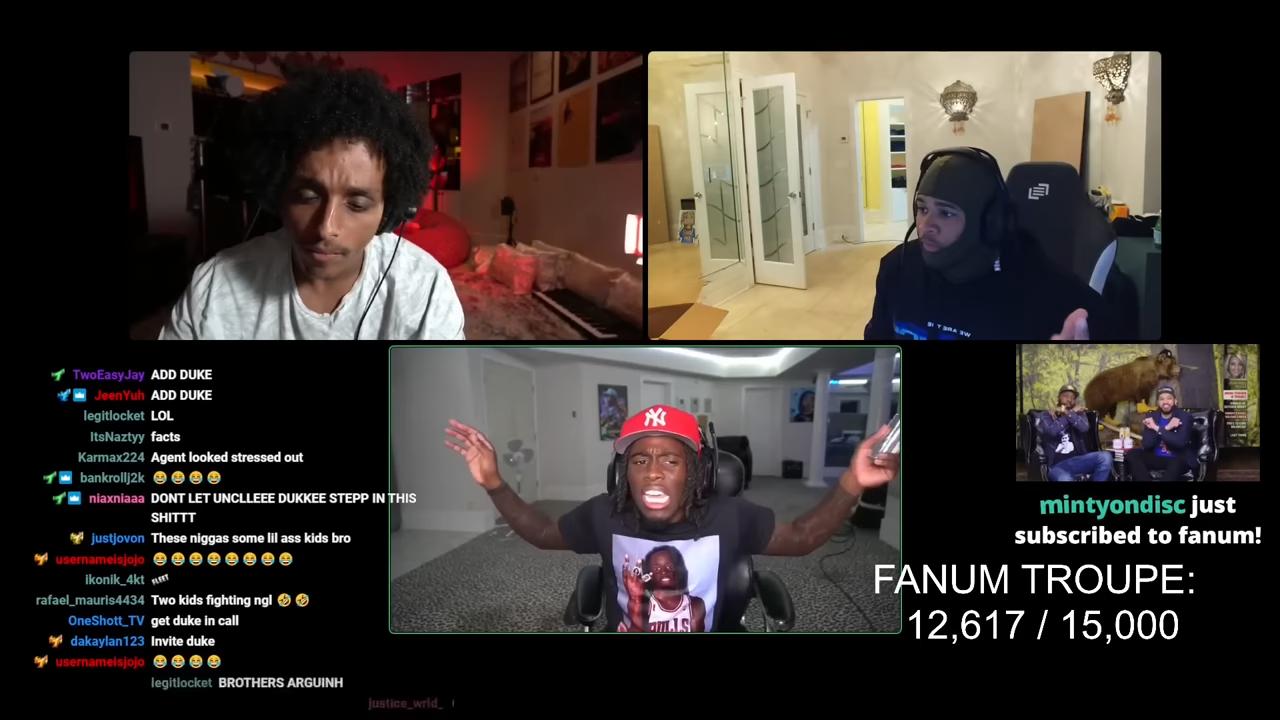 TwoEasyJay ADD DUKE
JeenYuh ADD DUKE
legitlocket LOL
ItsNaztyy facts
Karmax224 Agent looked stressed out
bankrollj2k 😂 😂 😂 😂
niaxniaaa DONT LET UNCLLEEE DUKKEE STEPP IN THIS
SHITTT
justjovon These niggas some lil ass kids bro
usernameisjojo 😂 😂 😂 😂 😂 😂 😂 😂
ikonik_4kt
rafael_mauris4434 Two kids fighting ngl 🤣 🤣
OneShott_TV get duke in call
dakaylan123 Invite duke
usernameisjojo 😂 😂 😂 😂
legitlocket BROTHERS ARGUINH
justice_wrld_
NY
BULLS
mintyondisc just
subscribed to fanum!
FANUM TROUPE:
12,617 / 15,000